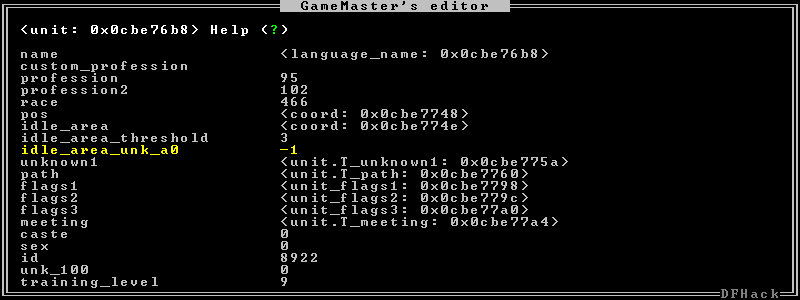 GameMaster's editor
<unit: 0x0cbe76b8> Help (?)
name <language_name: 0x0cbe76b8>
custom_profession
profession 95
profession2 102
race 466
pos <coord: 0x0cbe7748>
idle_area <coord: 0x0cbe774e>
idle_area_threshold 3
idle_area_unk_a0 -1
unknown1 <unit.T_unknown1: 0x0cbe775a>
path <unit.T_path: 0x0cbe7760>
flags1 <unit_flags1: 0x0cbe7798>
flags2 <unit_flags2: 0x0cbe779c>
flags3 <unit_flags3: 0x0cbe77a0>
meeting <unit.T_meeting: 0x0cbe77a4>
caste 0
sex 0
id 8922
unk_100 0
training_level 9
DFHack